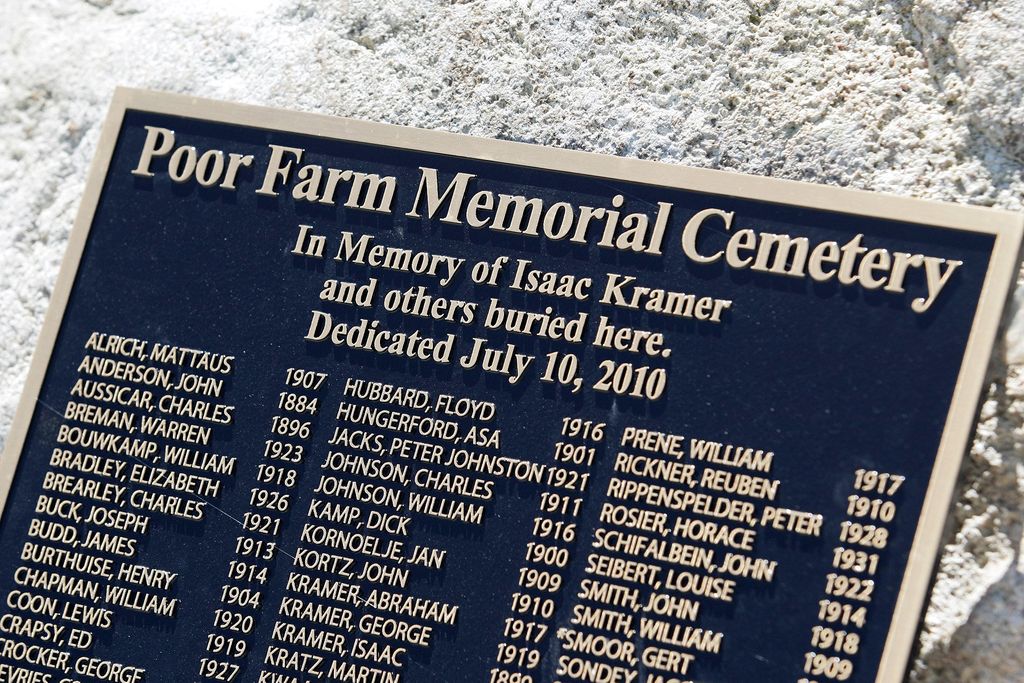 Poor Farm Memorial Cemetery
In Memory of Isaac Kramer
and others buried here.
Dedicated July 10, 2010
ALRICH, MATTAUS 1907
ANDERSON, JOHN 1884
AUSSICAR, CHARLES 1896
BREMAN, WARREN 1923
BOUWKAMP, WILLIAM 1918
BRADLEY, ELIZABETH 1926
BREARLEY, CHARLES 1921
BUCK, JOSEPH 1913
BUDD, JAMES 1914
BURTHUISE, HENRY 1904
CHAPMAN, WILLIAM 1920
COON, LEWIS 1919
CRAPSY, ED 1927
CROCKER, GEORGE
HUBBARD, FLOYD 1916
HUNGERFORD, ASA 1901
JACKS, PETER JOHNSTON 1921
JOHNSON, CHARLES 1911
JOHNSON, WILLIAM 1916
KAMP, DICK 1900
KORNOELJE, JAN 1909
KORTZ, JOHN 1910
KRAMER, ABRAHAM 1917
KRAMER, GEORGE 1919
KRAMER, ISAAC
KRATZ, MARTIN
PRENE, WILLIAM 1917
RICKNER, REUBEN 1910
RIPPENSPELDER, PETER 1928
ROSIER, HORACE 1931
SCHIFALBEIN, JOHN 1922
SEIBERT, LOUISE 1914
SMITH, JOHN 1918
SMITH, WILLIAM 1909
*SMOOR, GERT
SONDEY,